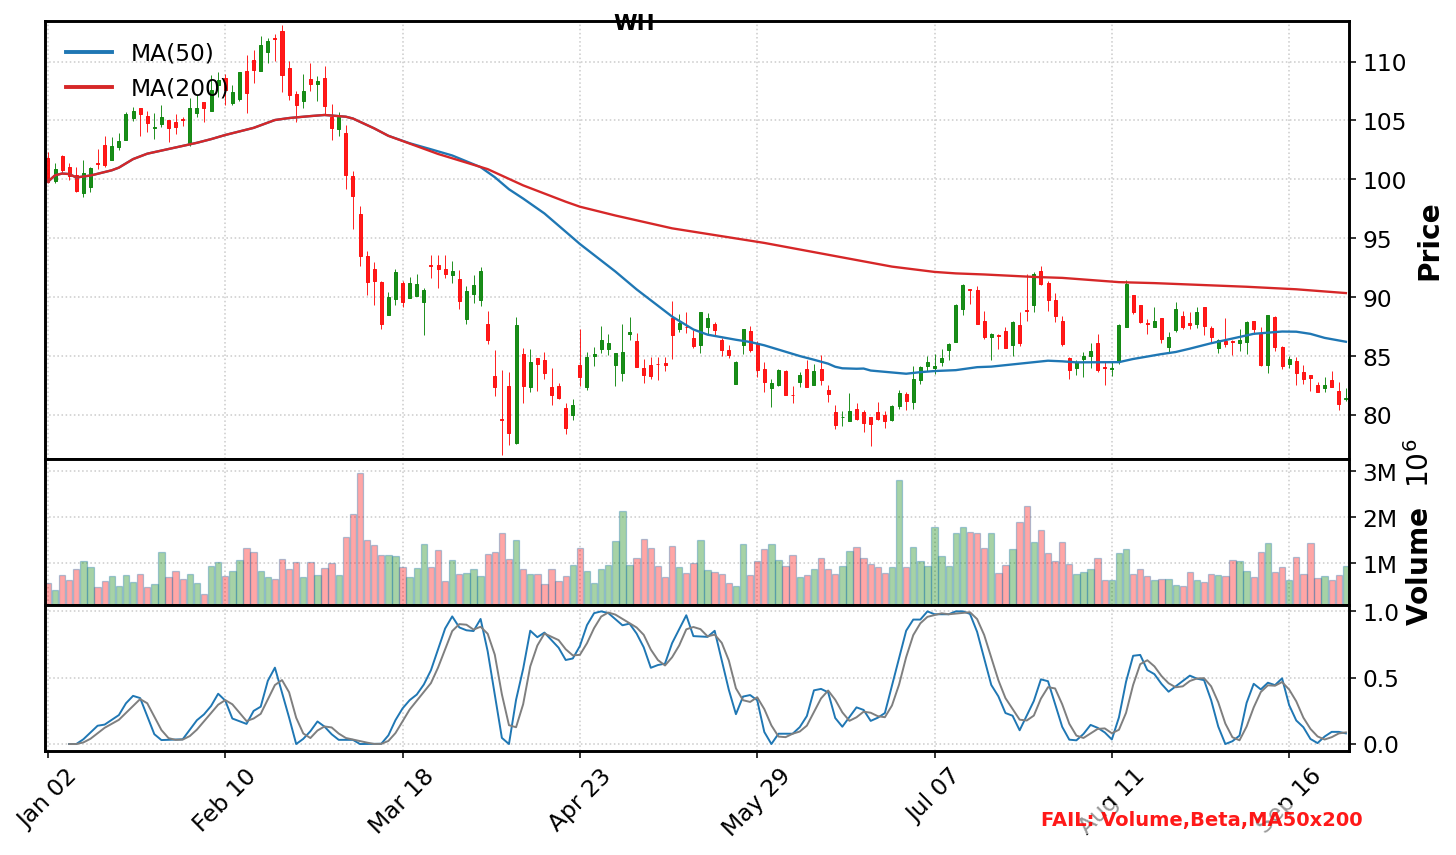 WH
MA(50)
MA(200)
110
105
100
95
90
85
80
Price
3M
2M
1M
Volume 10^6
1.0
0.5
0.0
Jan 02
Feb 10
Mar 18
Apr 23
May 29
Jul 07
Aug 11
Sep 16
FAIL: Volume,Beta,MA50x200